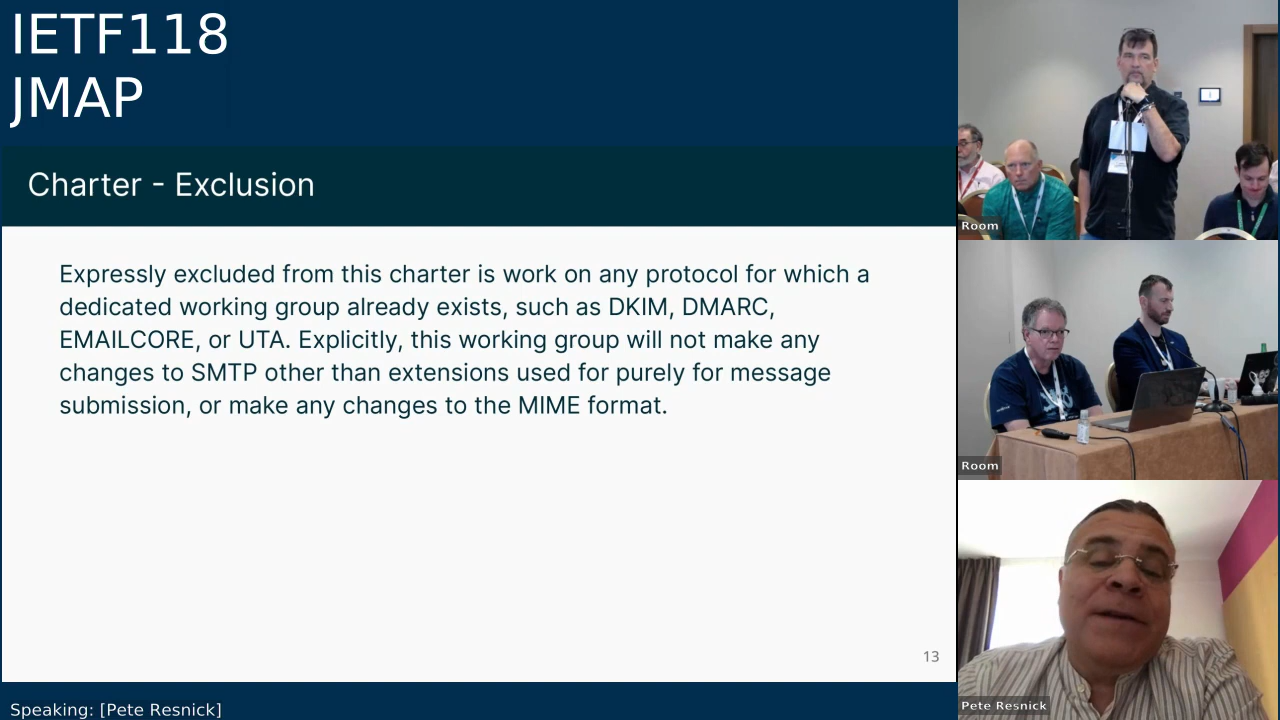 IETF118
JMAP
Charter - Exclusion
Expressly excluded from this charter is work on any protocol for which a
dedicated working group already exists, such as DKIM, DMARC,
EMAILCORE, or UTA. Explicitly, this working group will not make any
changes to SMTP other than extensions used for purely for message
submission, or make any changes to the MIME format.
13
Speaking: [Pete Resnick]
Room
Room
Pete Resnick